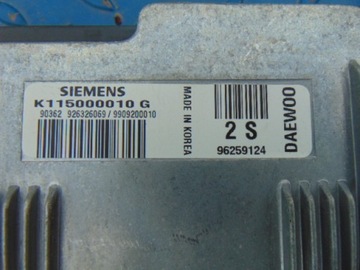 SIEMENS
K115000010 G
90362 926326069 / 9909200010
MADE IN KOREA
2 S
96259124
DAEWOO